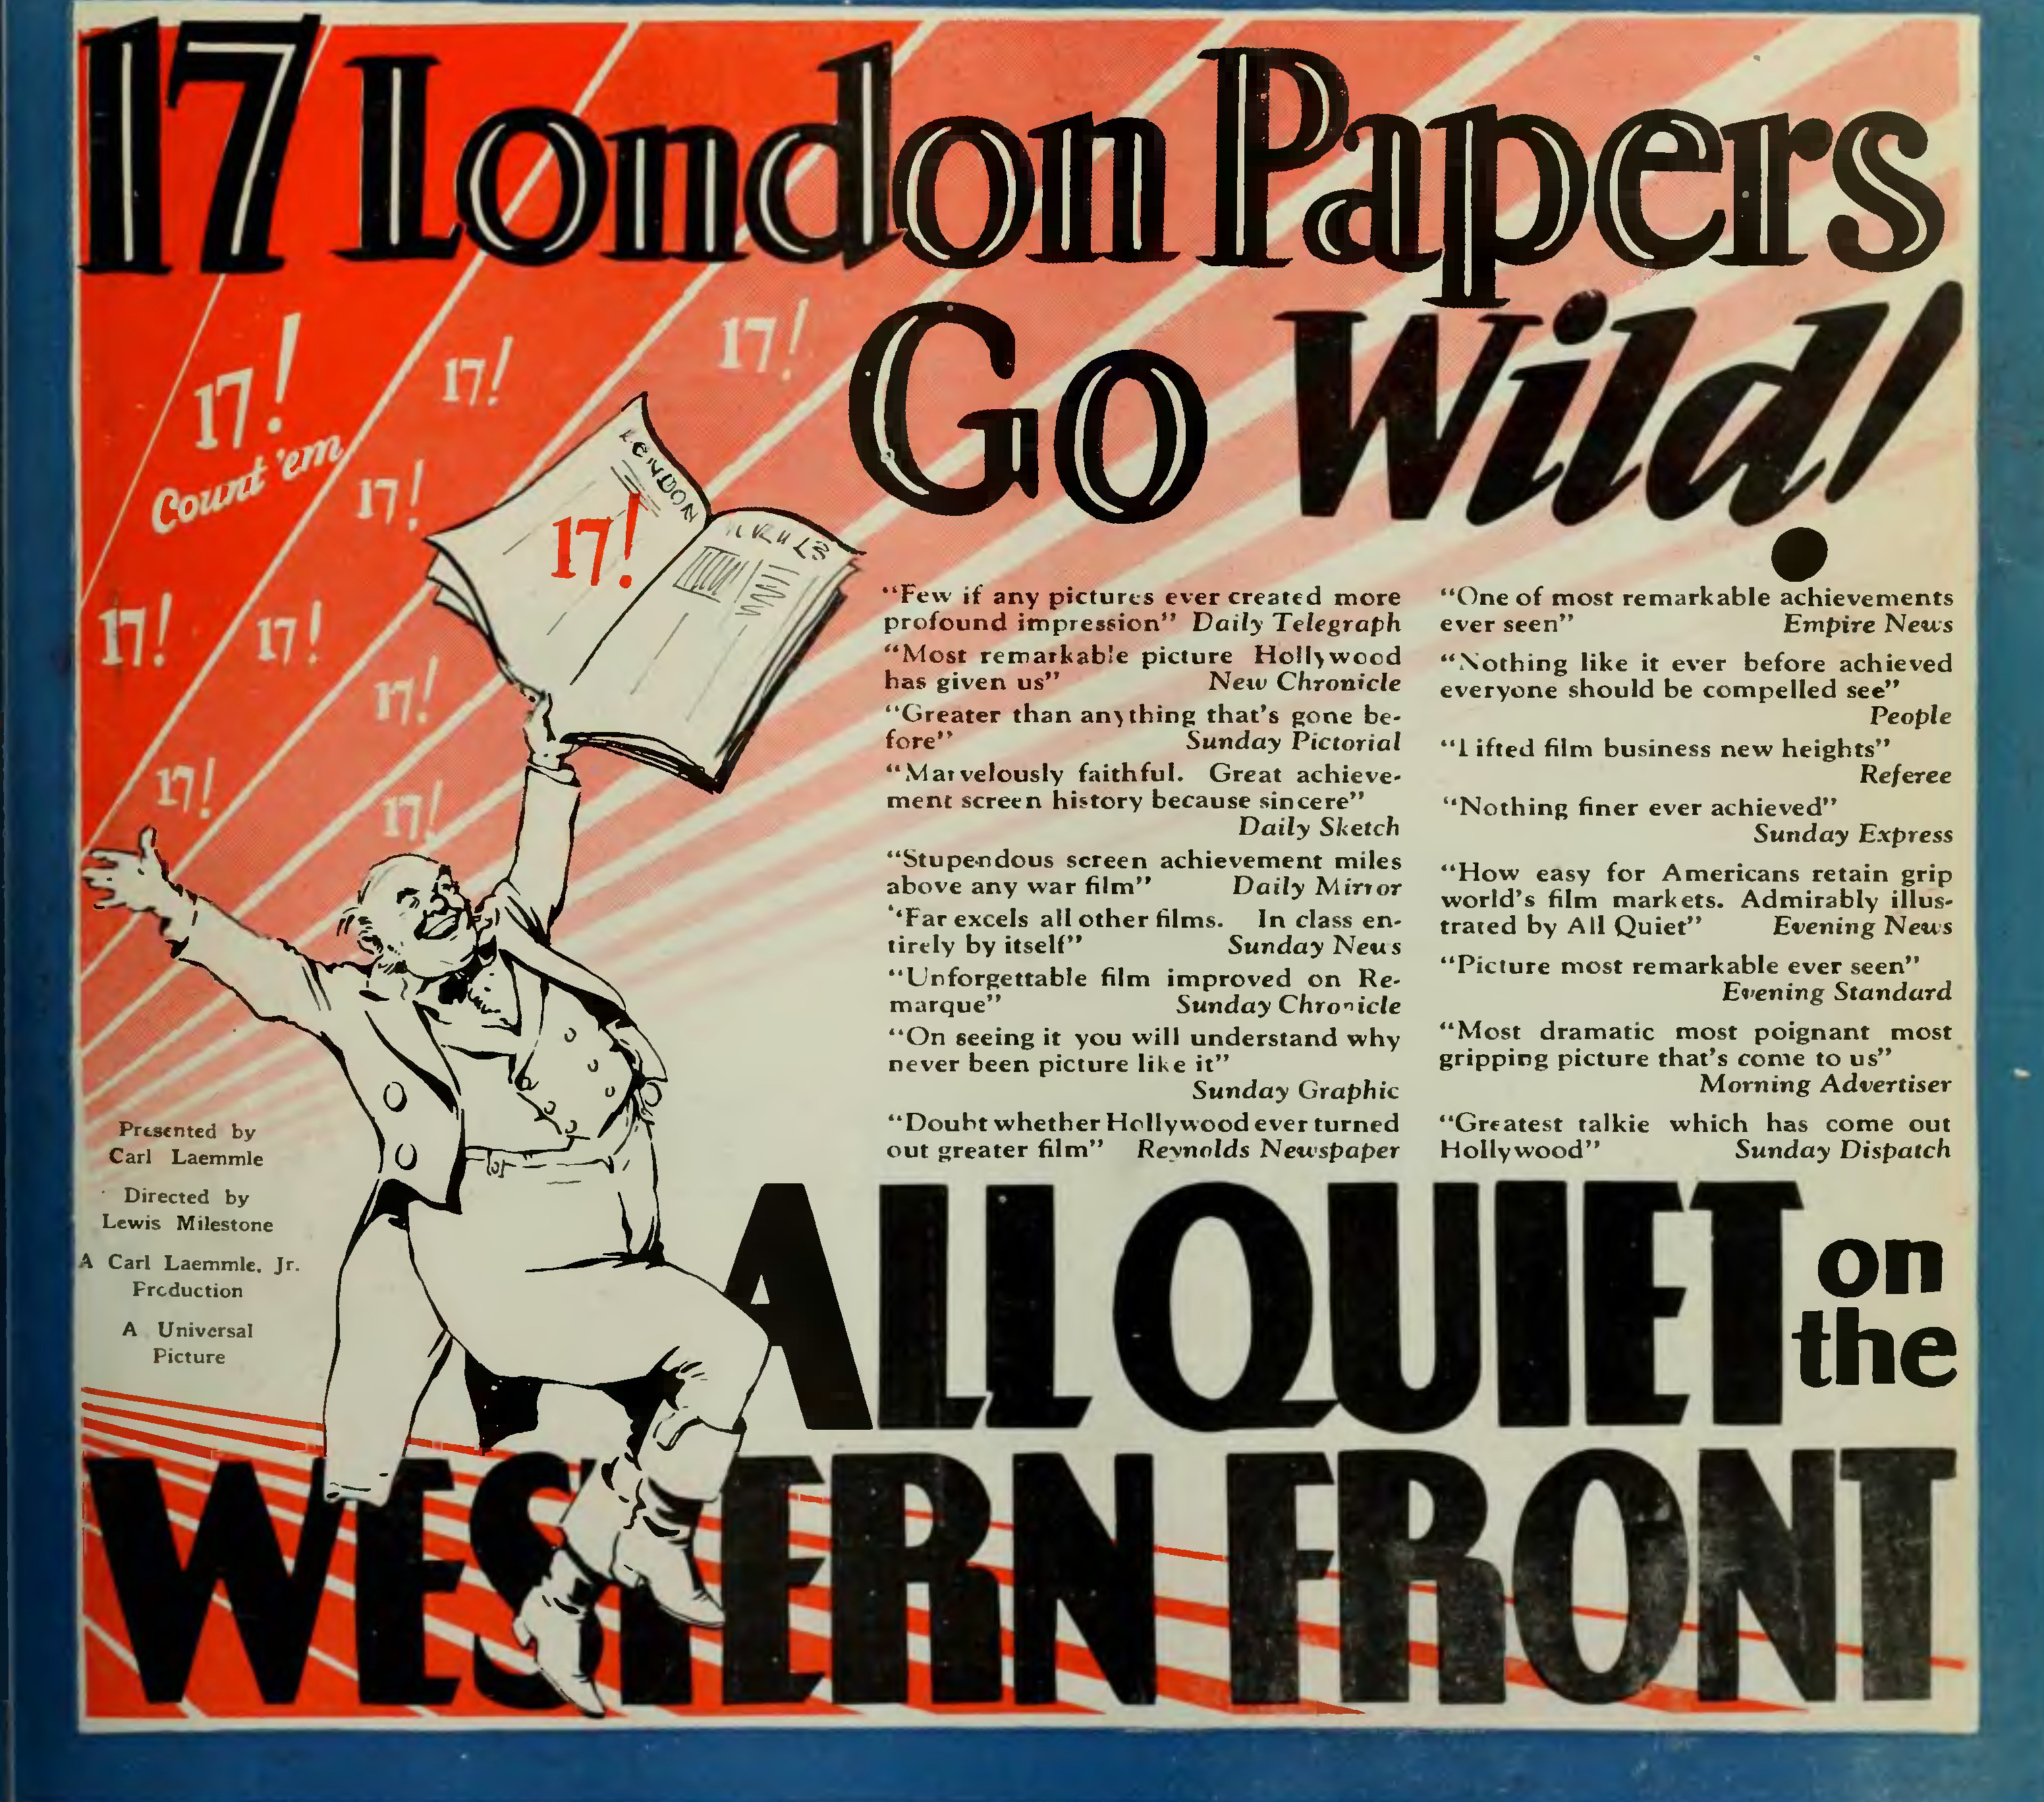 17 London Papers
Go Wild!
17!
Count 'em
17!
17!
17!
17!
17!
17!
17!
17!
LONDON
17!
"Few if any pictures ever created more
profound impression" Daily Telegraph
"Most remarkable picture Hollywood
has given us" New Chronicle
"Greater than anything that's gone be-
fore" Sunday Pictorial
"Marvelously faithful. Great achieve-
ment screen history because sincere"
Daily Sketch
"Stupendous screen achievement miles
above any war film" Daily Mirror
"Far excels all other films. In class en-
tirely by itself" Sunday News
"Unforgettable film improved on Re-
marque" Sunday Chronicle
"On seeing it you will understand why
never been picture like it"
Sunday Graphic
"Doubt whether Hollywood ever turned
out greater film" Reynolds Newspaper
"One of most remarkable achievements
ever seen" Empire News
"Nothing like it ever before achieved
everyone should be compelled see"
People
"Lifted film business new heights"
Referee
"Nothing finer ever achieved"
Sunday Express
"How easy for Americans retain grip
world's film markets. Admirably illus-
trated by All Quiet" Evening News
"Picture most remarkable ever seen"
Evening Standard
"Most dramatic most poignant most
gripping picture that's come to us"
Morning Advertiser
"Greatest talkie which has come out
Hollywood" Sunday Dispatch
Presented by
Carl Laemmle
Directed by
Lewis Milestone
A Carl Laemmle, Jr.
Production
A Universal
Picture
ALL QUIET
on
the
WESTERN FRONT